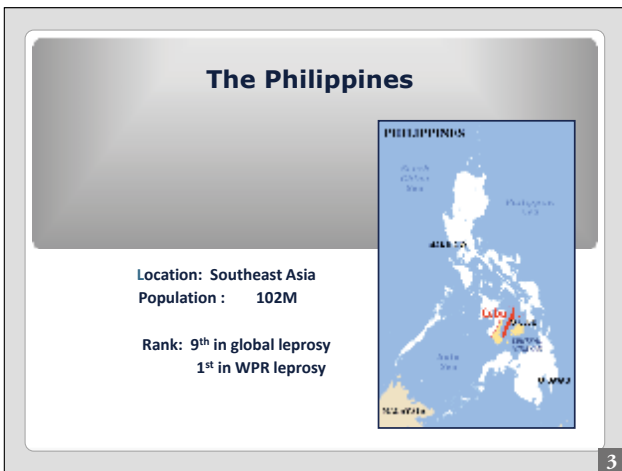 The Philippines
PHILIPPINES
Location: Southeast Asia
Population : 102M
Rank: 9th in global leprosy
1st in WPR leprosy
Cebu
3